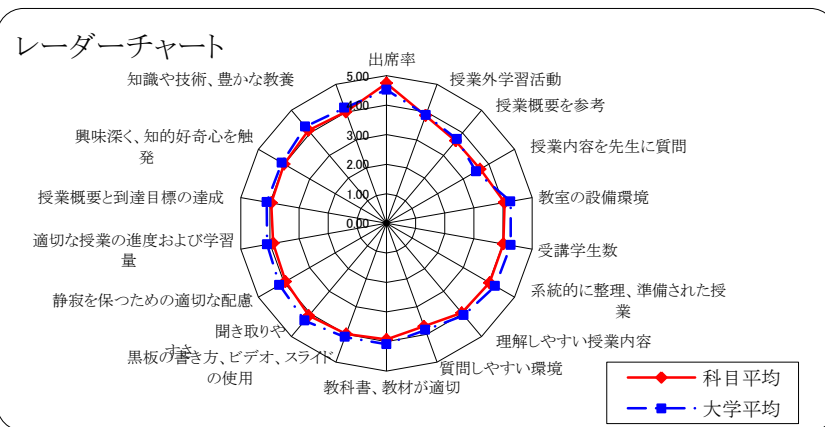 レーダーチャート
出席率
授業外学習活動
授業概要を参考
授業内容を先生に質問
教室の設備環境
受講学生数
系統的に整理、準備された授
業
理解しやすい授業内容
質問しやすい環境
教科書、教材が適切
黒板の書き方、ビデオ、スライド
の使用
聞き取りや
すさ
静寂を保つための適切な配慮
適切な授業の進度および学習
量
授業概要と到達目標の達成
興味深く、知的好奇心を触
発
知識や技術、豊かな教養
5.00
4.00
3.00
2.00
1.00
0.00
科目平均
大学平均